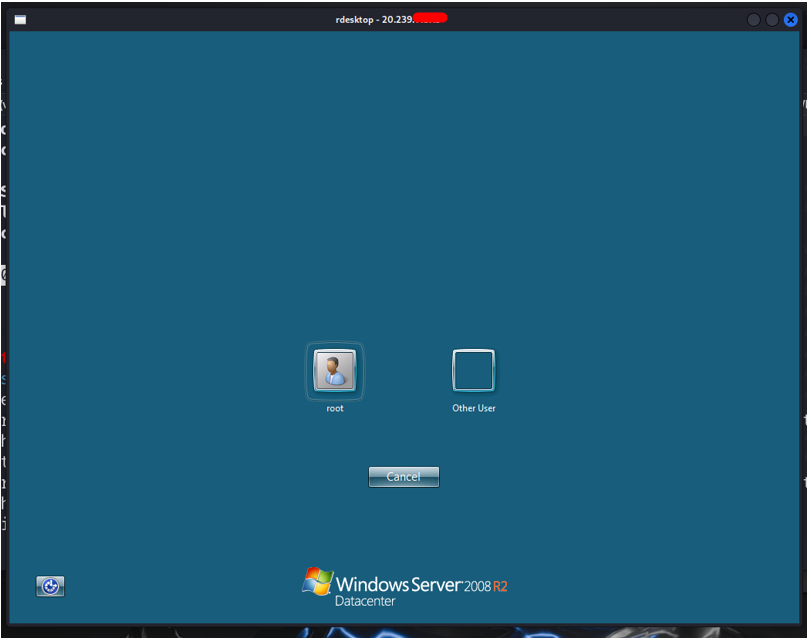 rdesktop - 20.239.
root
Other User
Cancel
Windows Server 2008 R2
Datacenter